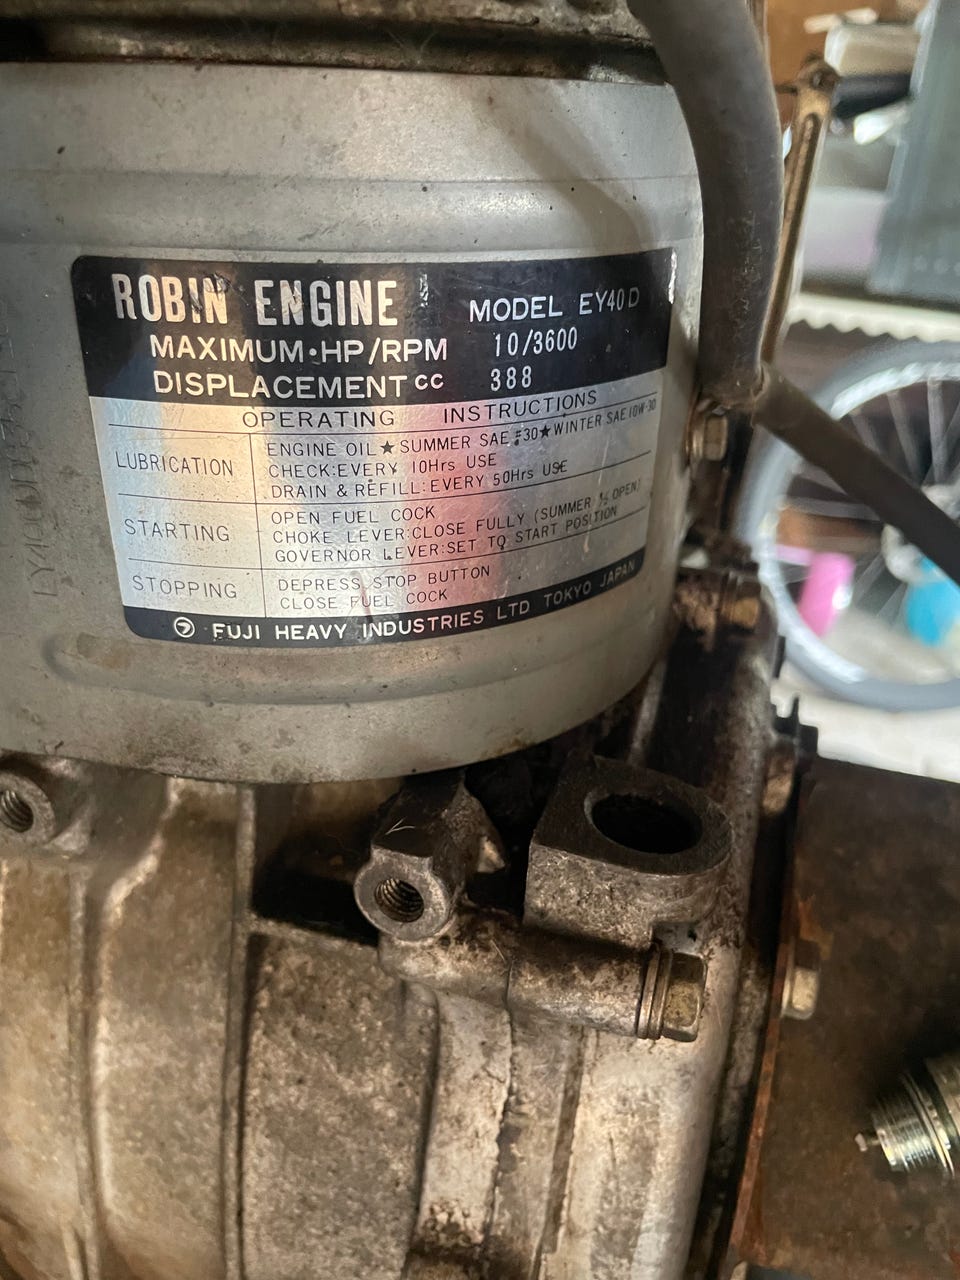 ROBIN ENGINE MODEL EY40D
MAXIMUM·HP/RPM 10/3600
DISPLACEMENT CC 388
OPERATING INSTRUCTIONS
LUBRICATION
ENGINE OIL★SUMMER SAE #30★WINTER SAE 10W-30
CHECK:EVERY 10Hrs USE
DRAIN & REFILL:EVERY 50Hrs USE
STARTING
OPEN FUEL COCK
CHOKE LEVER:CLOSE FULLY (SUMMER ½ OPEN)
GOVERNOR LEVER:SET TO START POSITION
STOPPING
DEPRESS STOP BUTTON
CLOSE FUEL COCK
FUJI HEAVY INDUSTRIES LTD TOKYO JAPAN